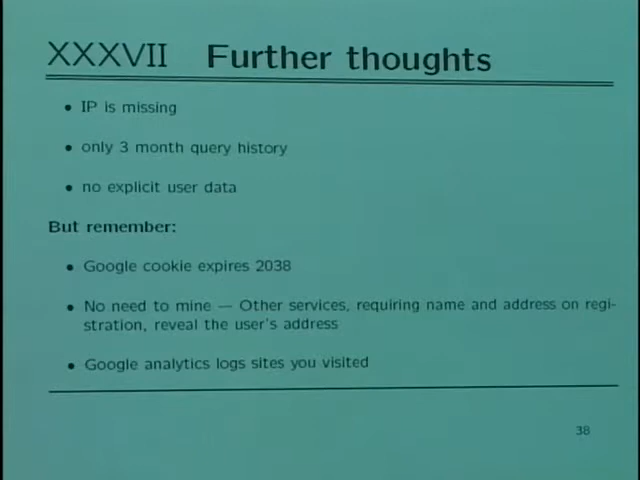 XXXVII Further thoughts
• IP is missing
• only 3 month query history
• no explicit user data
But remember:
• Google cookie expires 2038
• No need to mine — Other services, requiring name and address on regi-
stration, reveal the user's address
• Google analytics logs sites you visited
38